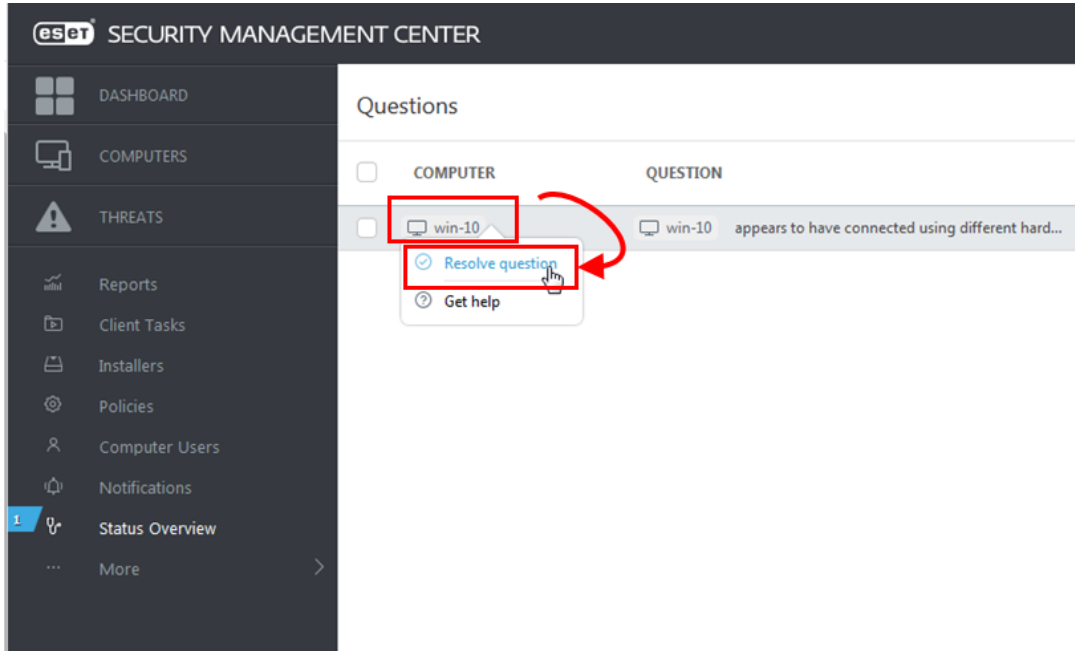 eset SECURITY MANAGEMENT CENTER
DASHBOARD
COMPUTERS
THREATS
Reports
Client Tasks
Installers
Policies
Computer Users
Notifications
1 Status Overview
... More
Questions
COMPUTER QUESTION
win-10 win-10 appears to have connected using different hard...
Resolve question
Get help